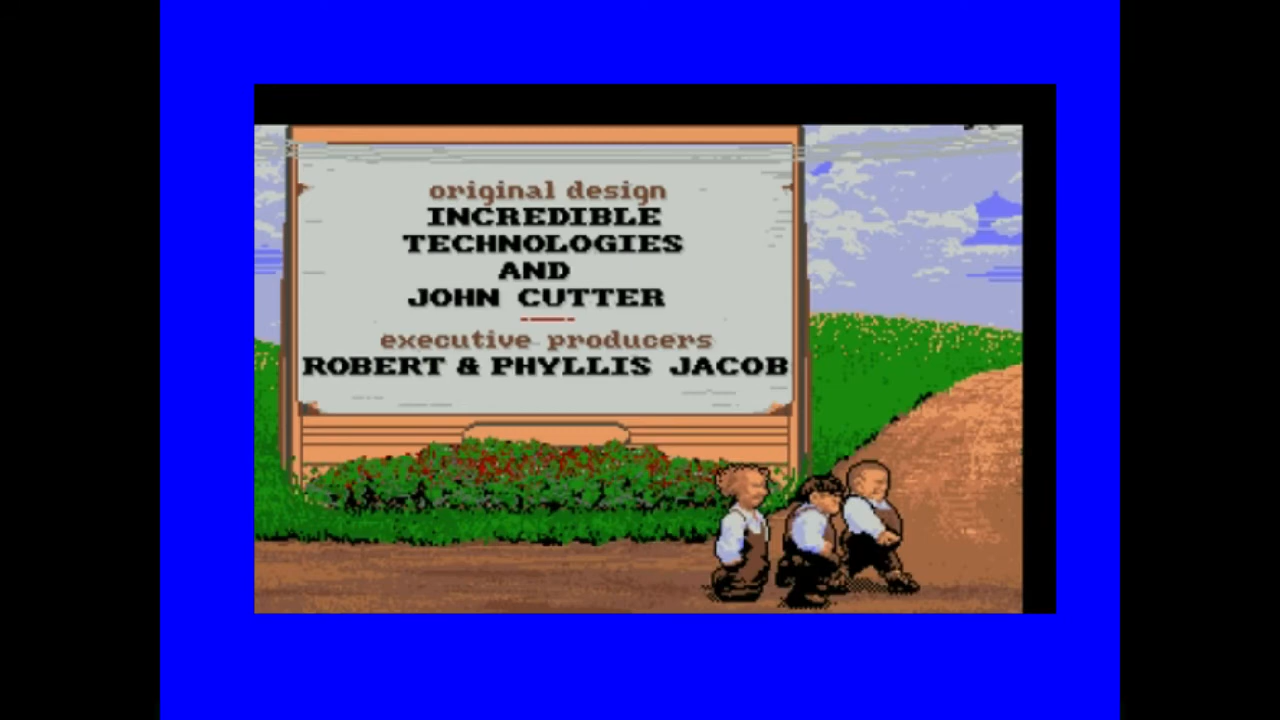 original design
INCREDIBLE
TECHNOLOGIES
AND
JOHN CUTTER
executive producers
ROBERT & PHYLLIS JACOB